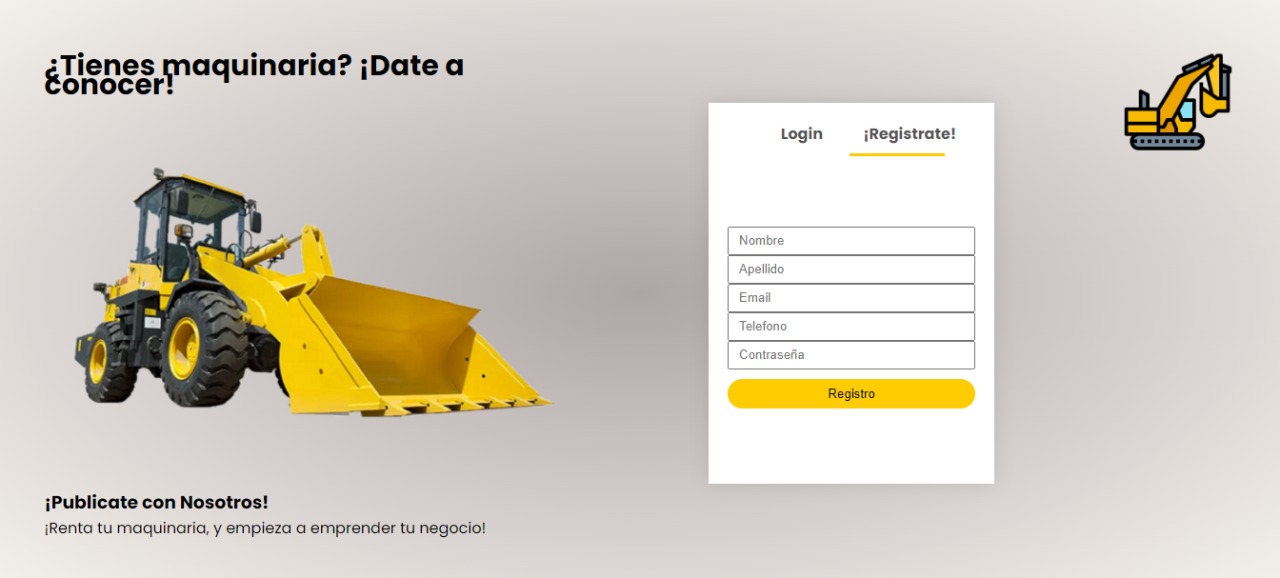 ¿Tienes maquinaria? ¡Date a
conocer!
Login ¡Registrate!
Nombre
Apellido
Email
Telefono
Contraseña
Registro
¡Publicate con Nosotros!
¡Renta tu maquinaria, y empieza a emprender tu negocio!